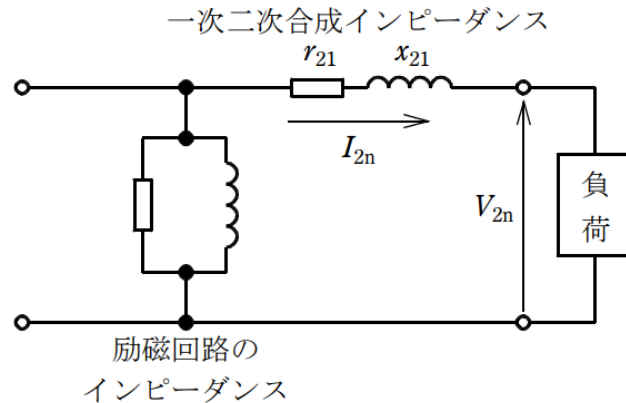 一次二次合成インピーダンス
r21 x21
I2n
V2n
負
荷
励磁回路の
インピーダンス